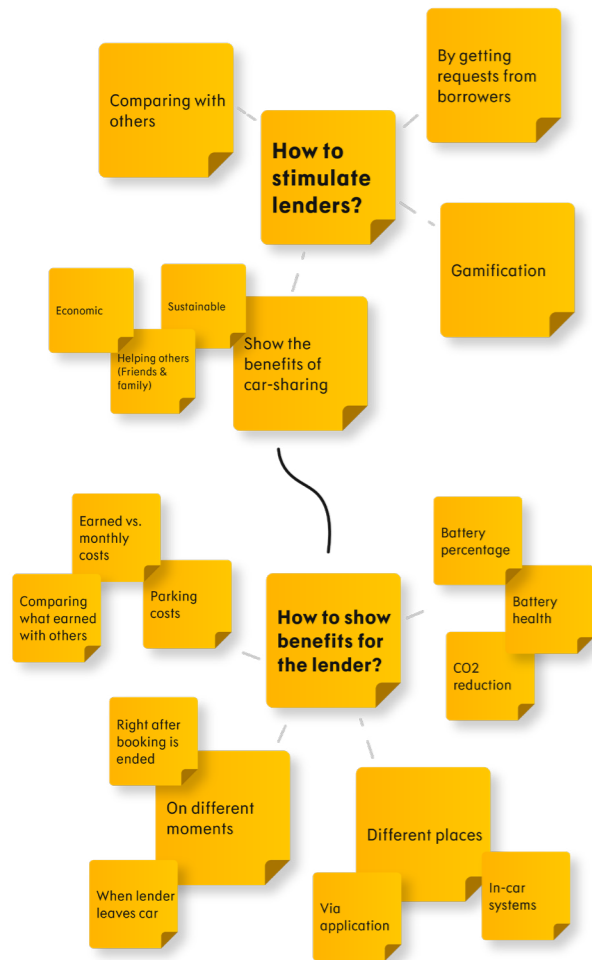 Comparing with
others
By getting
requests from
borrowers
How to
stimulate
lenders?
Gamification
Economic
Sustainable
Helping others
(Friends &
family)
Show the
benefits of
car-sharing
Earned vs.
monthly
costs
Comparing
what earned
with others
Parking
costs
How to show
benefits for
the lender?
Battery
percentage
Battery
health
CO2
reduction
Right after
booking is
ended
On different
moments
When lender
leaves car
Different places
Via
application
In-car
systems